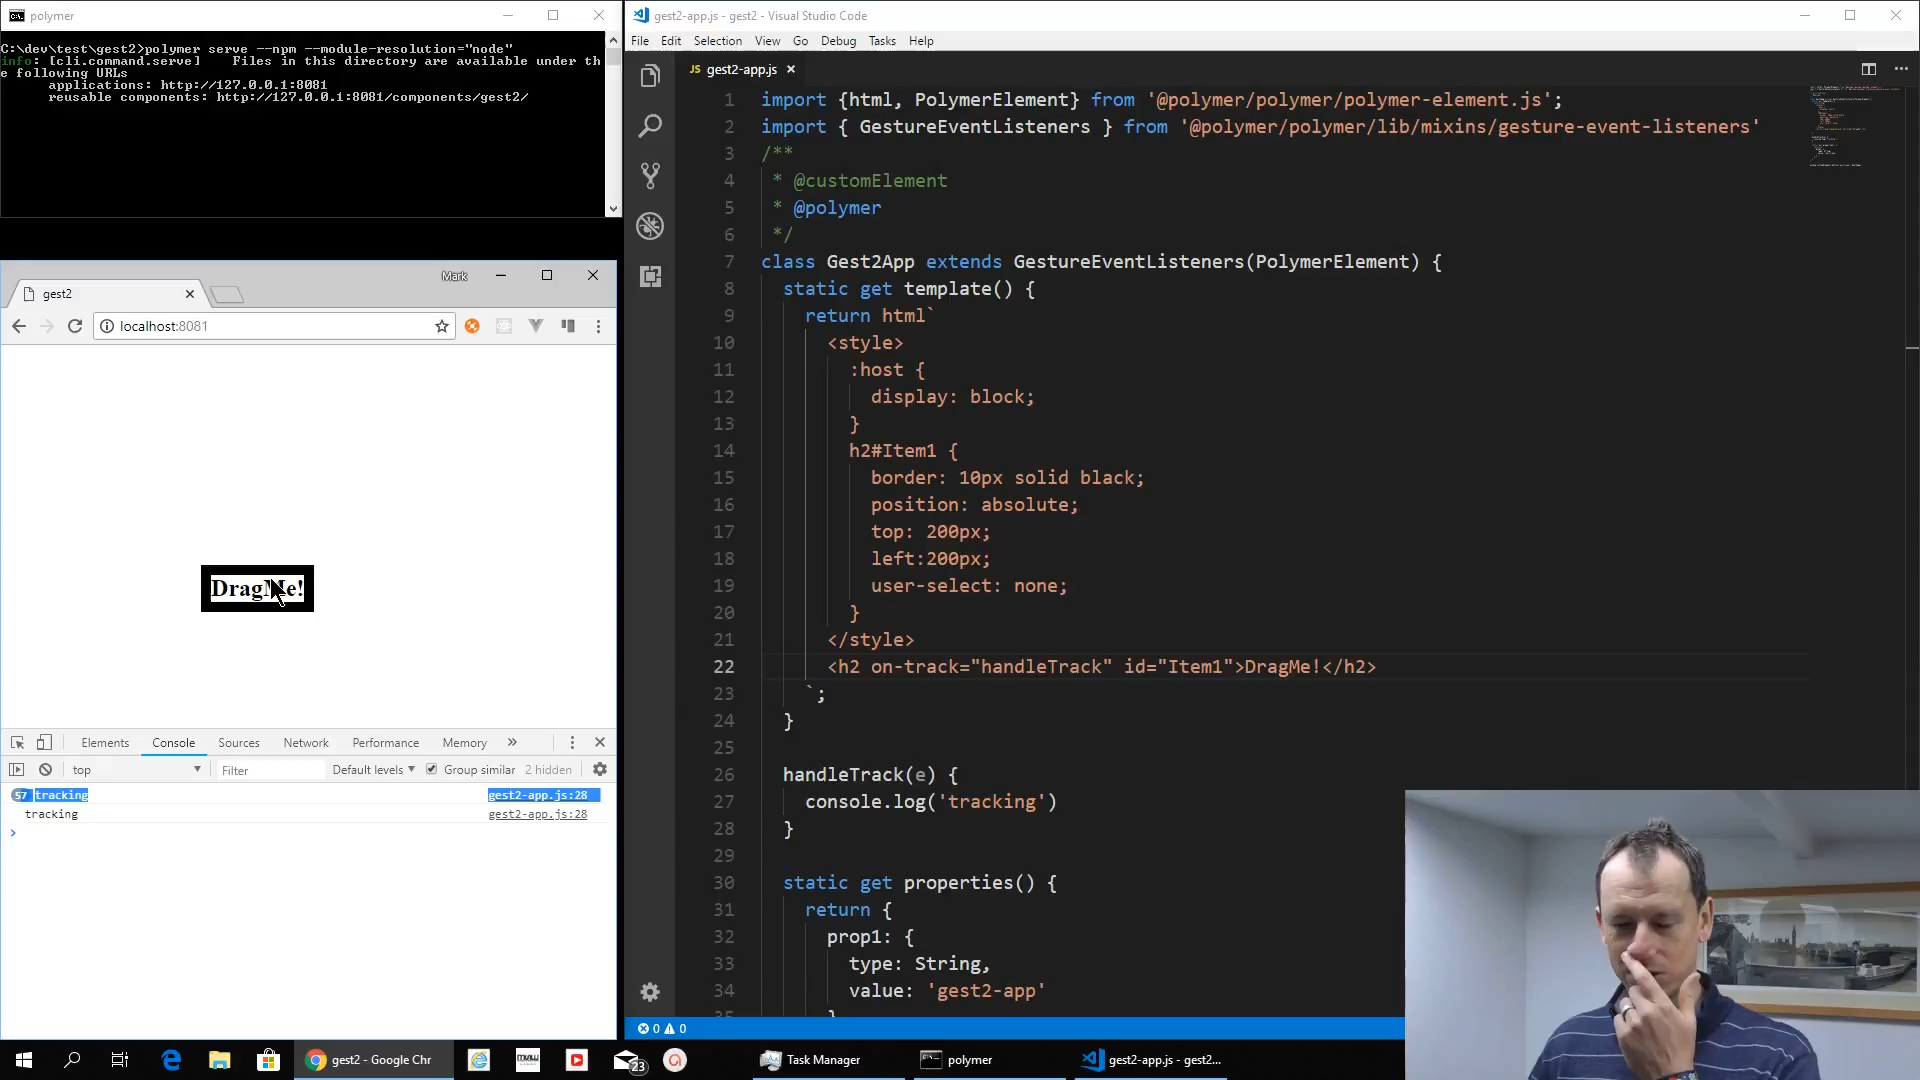 polymer
C:\dev\test\gest2>polymer serve --npm --module-resolution="node"
info: [cli.command.serve]    Files in this directory are available under th
e following URLs
applications: http://127.0.0.1:8081
reusable components: http://127.0.0.1:8081/components/gest2/
Mark
gest2
localhost:8081
DragMe!
Elements Console Sources Network Performance Memory »
top Filter Default levels Group similar 2 hidden
57 tracking gest2-app.js:28
tracking gest2-app.js:28
>
gest2-app.js - gest2 - Visual Studio Code
File Edit Selection View Go Debug Tasks Help
JS gest2-app.js
1 import {html, PolymerElement} from '@polymer/polymer/polymer-element.js';
2 import { GestureEventListeners } from '@polymer/polymer/lib/mixins/gesture-event-listeners'
3 /**
4 * @customElement
5 * @polymer
6 */
7 class Gest2App extends GestureEventListeners(PolymerElement) {
8 static get template() {
9 return html`
10 <style>
11 :host {
12 display: block;
13 }
14 h2#Item1 {
15 border: 10px solid black;
16 position: absolute;
17 top: 200px;
18 left:200px;
19 user-select: none;
20 }
21 </style>
22 <h2 on-track="handleTrack" id="Item1">DragMe!</h2>
23 `;
24 }
25
26 handleTrack(e) {
27 console.log('tracking')
28 }
29
30 static get properties() {
31 return {
32 prop1: {
33 type: String,
34 value: 'gest2-app'
0 0
gest2 - Google Chr
23
Task Manager
polymer
gest2-app.js - gest2...